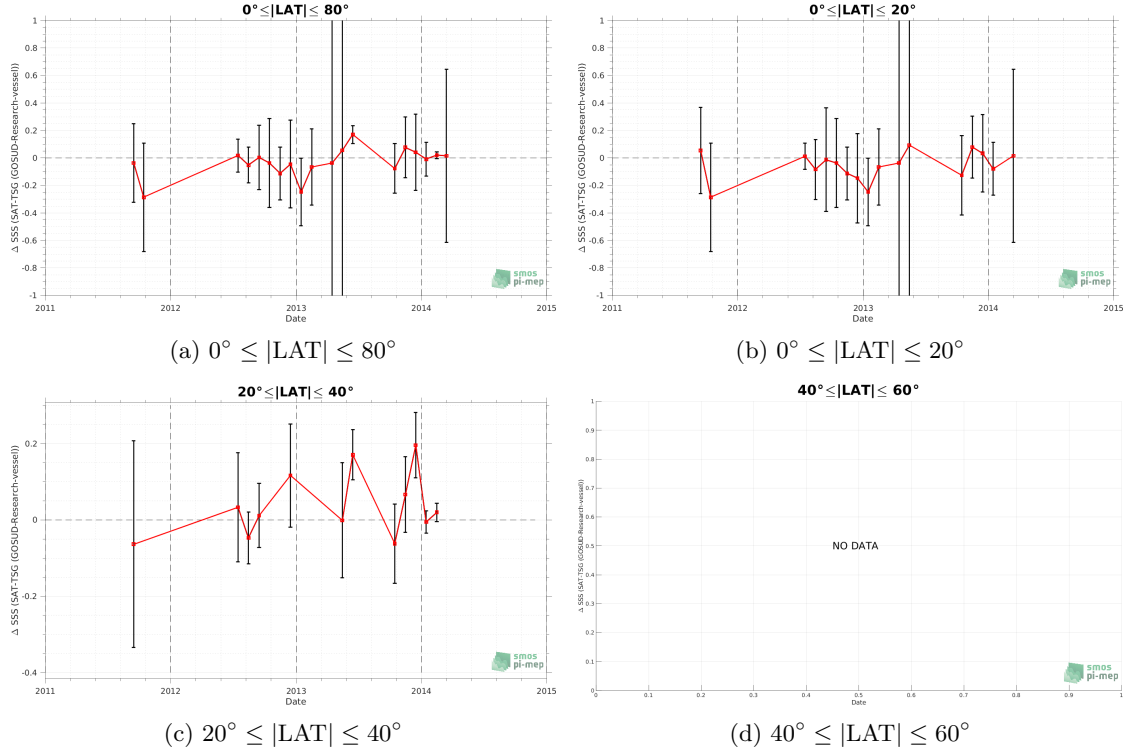 0°≤|LAT|≤ 80°
Δ SSS (SAT-TSG (GOSUD-Research-vessel))
1
0.8
0.6
0.4
0.2
0
-0.2
-0.4
-0.6
-0.8
-1
2011
2012
2013
2014
2015
Date
smos
pi-mep
(a) 0° ≤ |LAT| ≤ 80°
0°≤|LAT|≤ 20°
Δ SSS (SAT-TSG (GOSUD-Research-vessel))
1
0.8
0.6
0.4
0.2
0
-0.2
-0.4
-0.6
-0.8
-1
2011
2012
2013
2014
2015
Date
smos
pi-mep
(b) 0° ≤ |LAT| ≤ 20°
20°≤|LAT|≤ 40°
Δ SSS (SAT-TSG (GOSUD-Research-vessel))
0.2
0
-0.2
-0.4
2011
2012
2013
2014
2015
Date
smos
pi-mep
(c) 20° ≤ |LAT| ≤ 40°
40°≤|LAT|≤ 60°
Δ SSS (SAT-TSG (GOSUD-Research-vessel))
1
0.9
0.8
0.7
0.6
0.5
0.4
0.3
0.2
0.1
0
NO DATA
0
0.1
0.2
0.3
0.4
0.5
0.6
0.7
0.8
0.9
1
Date
smos
pi-mep
(d) 40° ≤ |LAT| ≤ 60°